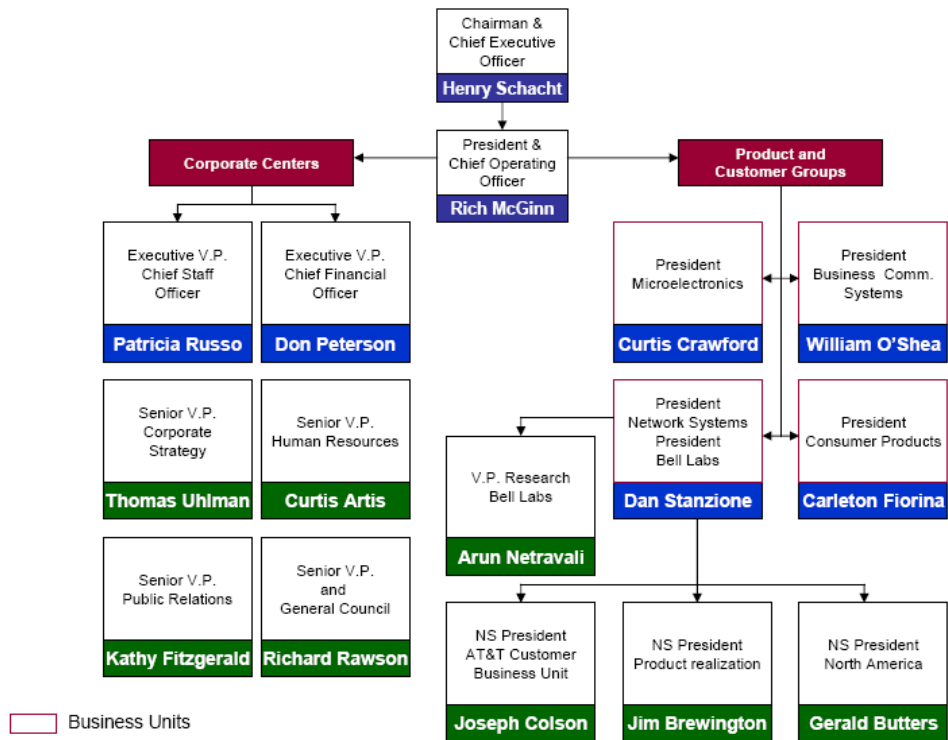 Chairman &
Chief Executive
Officer
Henry Schacht
President &
Chief Operating
Officer
Rich McGinn
Corporate Centers
Product and
Customer Groups
Executive V.P.
Chief Staff
Officer
Patricia Russo
Executive V.P.
Chief Financial
Officer
Don Peterson
President
Microelectronics
Curtis Crawford
President
Business Comm.
Systems
William O'Shea
Senior V.P.
Corporate
Strategy
Thomas Uhlman
Senior V.P.
Human Resources
Curtis Artis
V.P. Research
Bell Labs
Arun Netravali
President
Network Systems
President
Bell Labs
Dan Stanzione
President
Consumer Products
Carleton Fiorina
Senior V.P.
Public Relations
Kathy Fitzgerald
Senior V.P.
and
General Council
Richard Rawson
NS President
AT&T Customer
Business Unit
Joseph Colson
NS President
Product realization
Jim Brewington
NS President
North America
Gerald Butters
Business Units